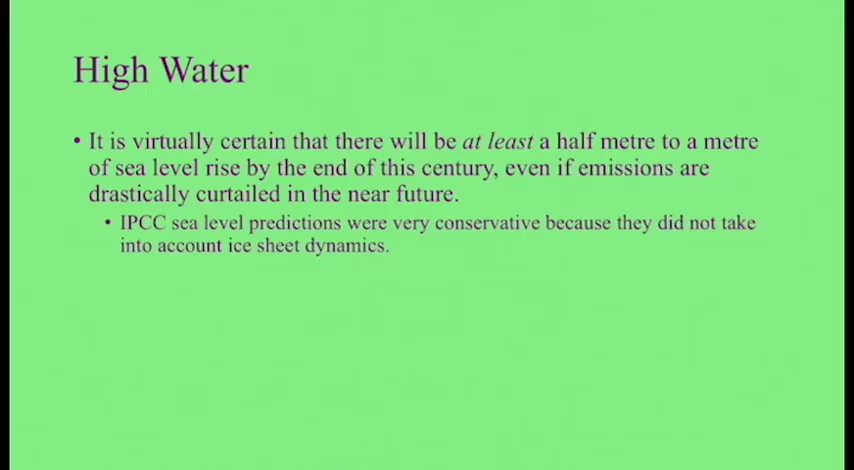 High Water
• It is virtually certain that there will be at least a half metre to a metre
of sea level rise by the end of this century, even if emissions are
drastically curtailed in the near future.
• IPCC sea level predictions were very conservative because they did not take
into account ice sheet dynamics.